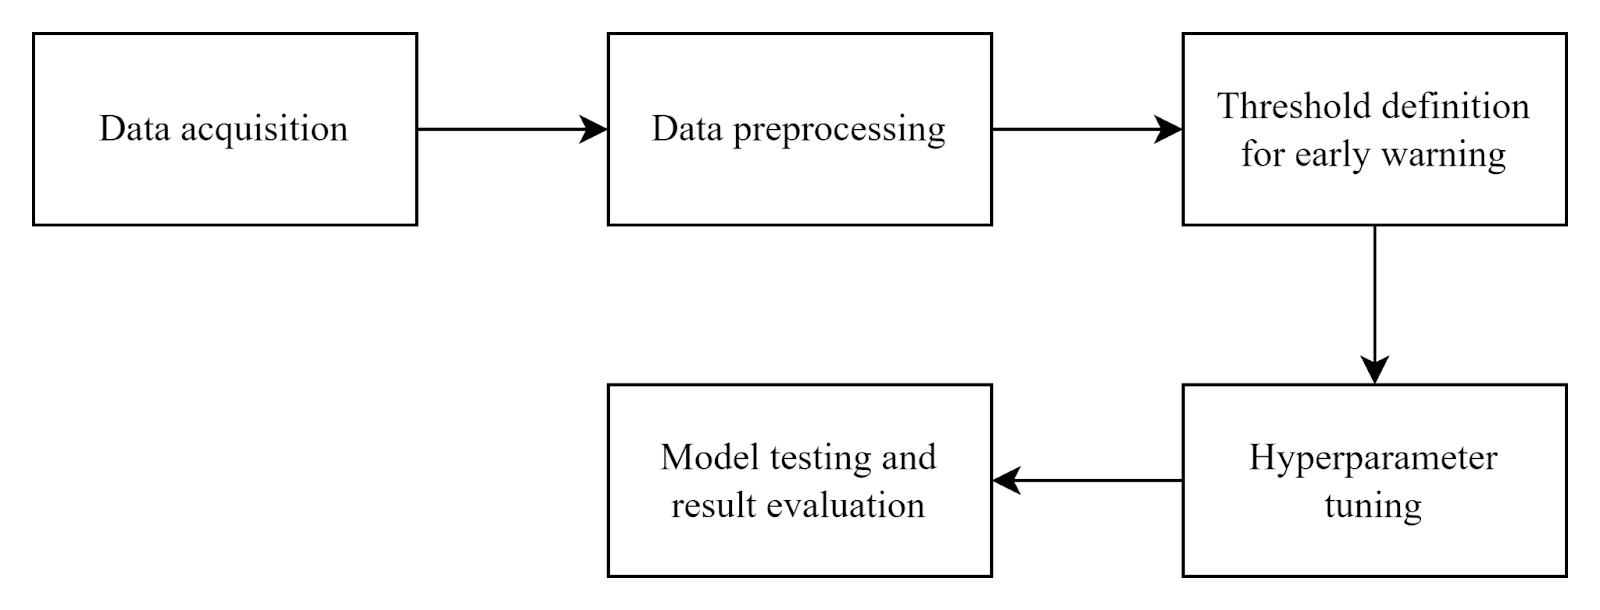 Data acquisition
Data preprocessing
Threshold definition
for early warning
Hyperparameter
tuning
Model testing and
result evaluation